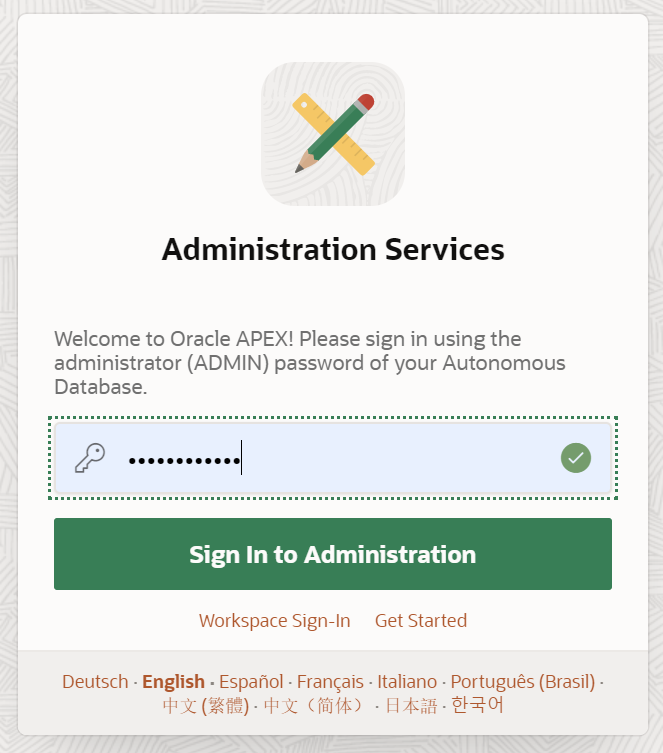 Administration Services
Welcome to Oracle APEX! Please sign in using the
administrator (ADMIN) password of your Autonomous
Database.
••••••••••••
Sign In to Administration
Workspace Sign-In Get Started
Deutsch · English · Español · Français · Italiano · Português (Brasil) ·
中文 (繁體) · 中文（简体） · 日本語 · 한국어